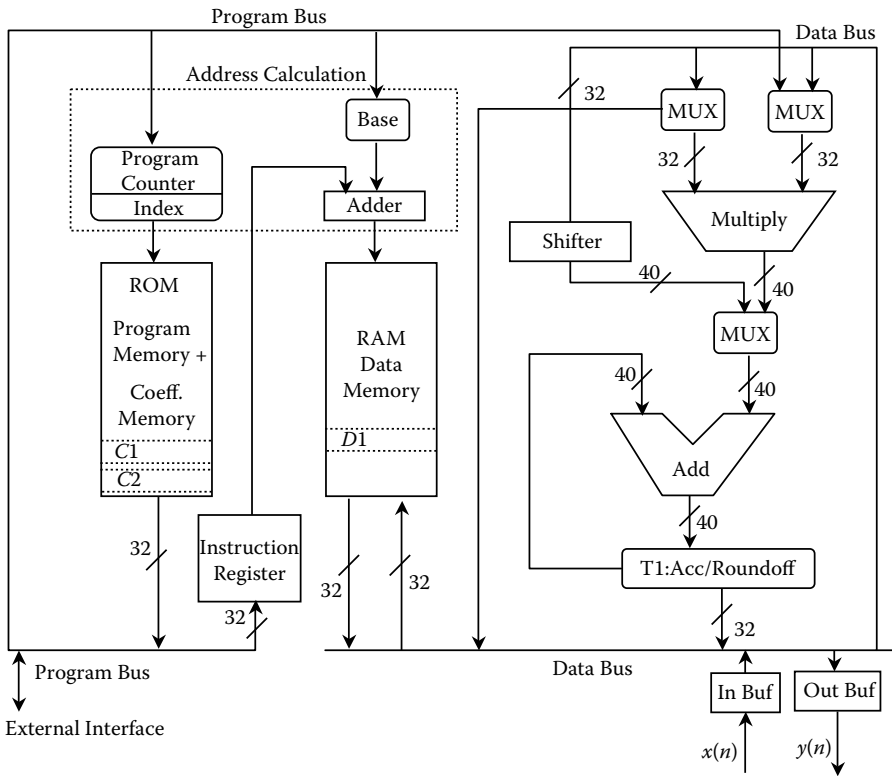 Program Bus
Data Bus
Address Calculation
32
Base
MUX
MUX
Program
Counter
Index
32
32
Adder
Multiply
Shifter
ROM
Program
Memory +
Coeff.
Memory
C1
C2
RAM
Data
Memory
D1
40
40
MUX
40
40
Add
40
32
Instruction
Register
32
32
32
T1:Acc/Roundoff
32
Program Bus
Data Bus
In Buf
Out Buf
External Interface
x(n)
y(n)